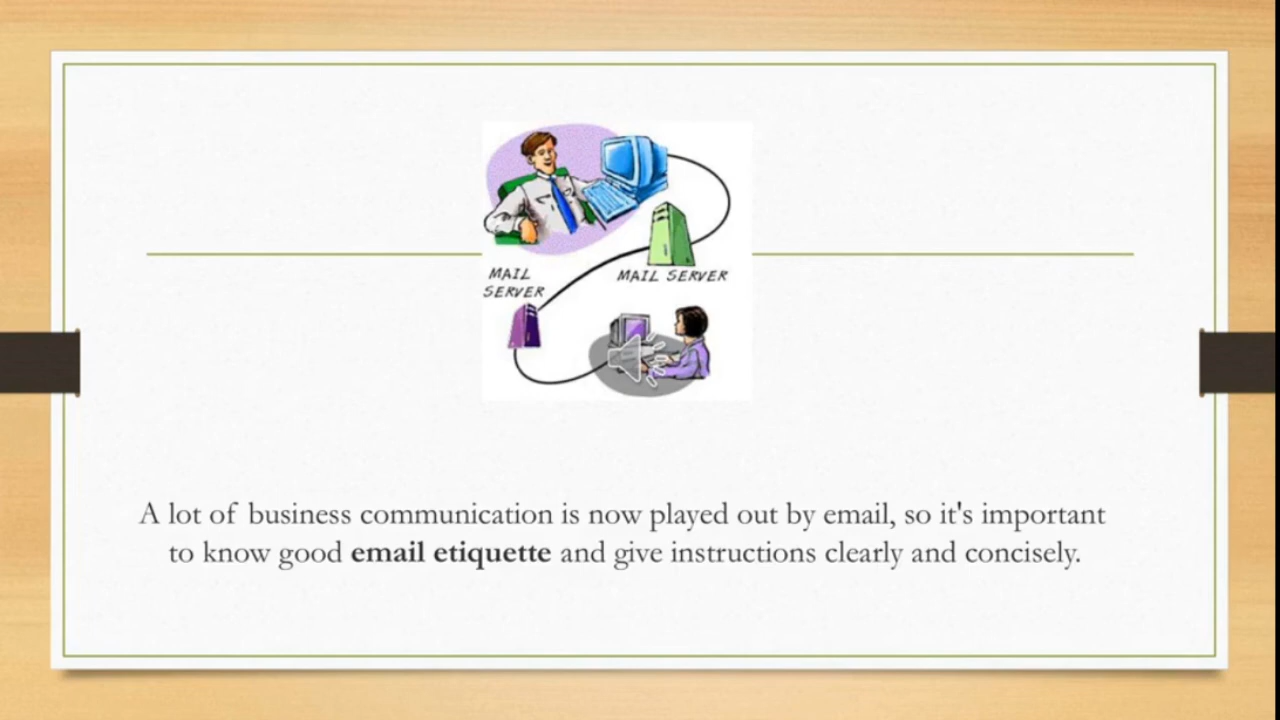 MAIL
SERVER
MAIL SERVER
A lot of business communication is now played out by email, so it's important
to know good email etiquette and give instructions clearly and concisely.